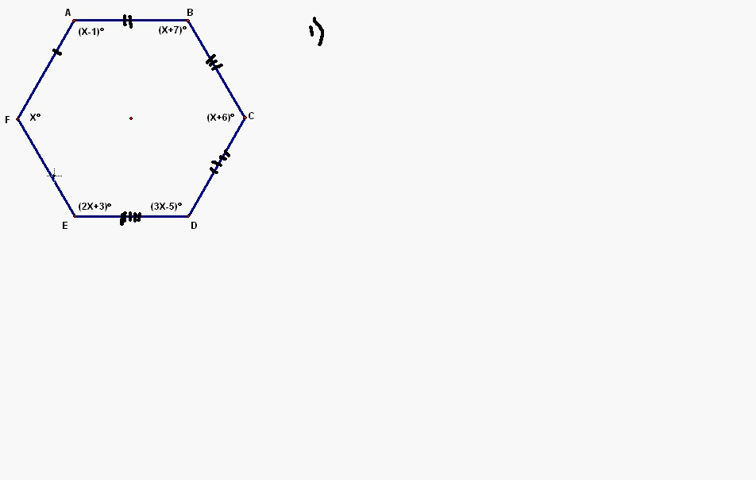 A B
(X-1)° (X+7)°
1)
F X° (X+6)° C
(2X+3)° (3X-5)°
E D